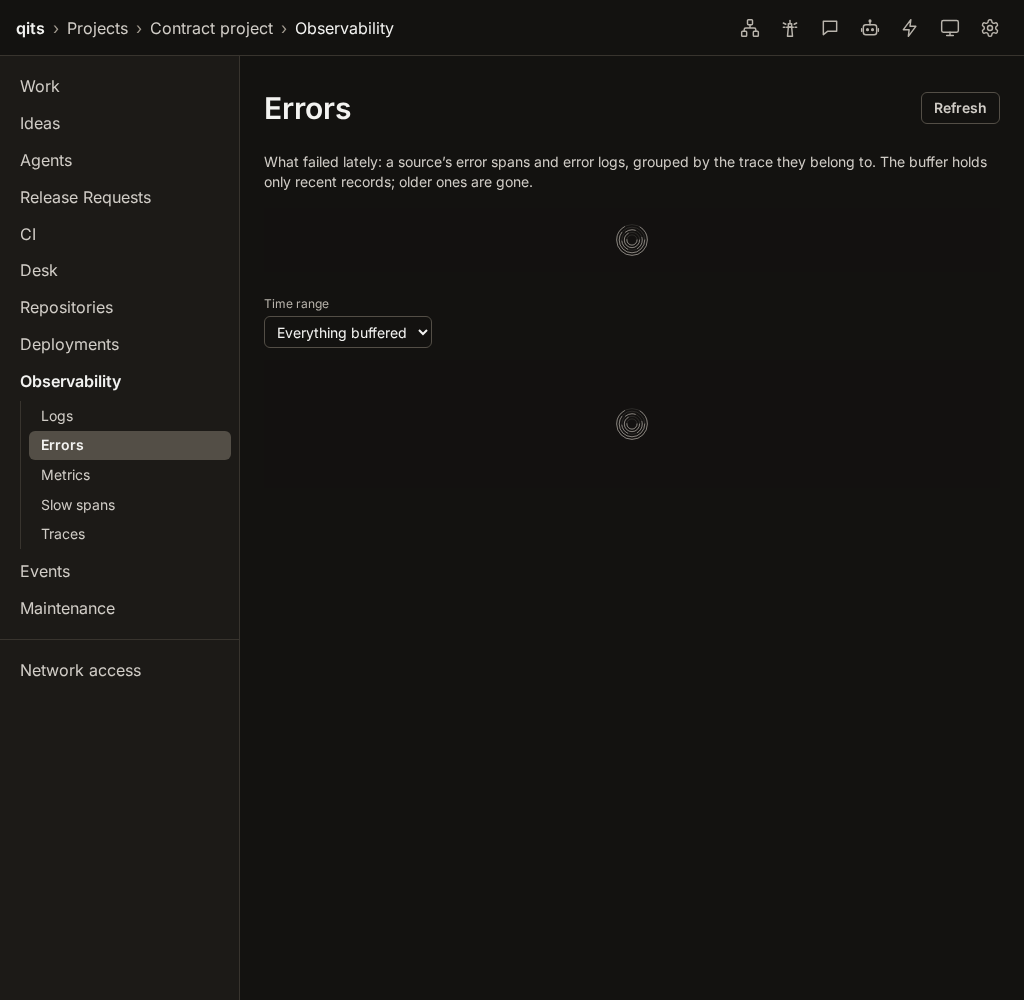 qits › Projects › Contract project › Observability
Work
Ideas
Agents
Release Requests
CI
Desk
Repositories
Deployments
Observability
Logs
Errors
Metrics
Slow spans
Traces
Events
Maintenance
Network access
Errors
Refresh
What failed lately: a source’s error spans and error logs, grouped by the trace they belong to. The buffer holds
only recent records; older ones are gone.
Time range
Everything buffered